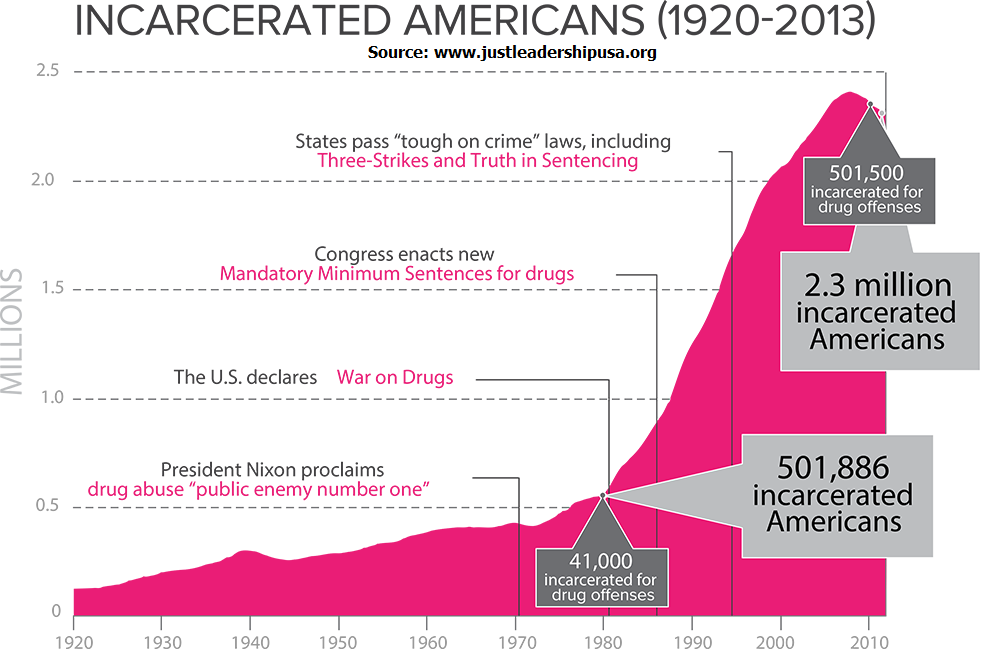 INCARCERATED AMERICANS (1920-2013)
Source: www.justleadershipusa.org
2.5
States pass “tough on crime” laws, including
Three-Strikes and Truth in Sentencing
501,500
incarcerated for
drug offenses
2.0
Congress enacts new
Mandatory Minimum Sentences for drugs
2.3 million
incarcerated
Americans
1.5
MILLIONS
The U.S. declares War on Drugs
1.0
President Nixon proclaims
drug abuse “public enemy number one”
501,886
incarcerated
Americans
0.5
41,000
incarcerated for
drug offenses
0
1920 1930 1940 1950 1960 1970 1980 1990 2000 2010